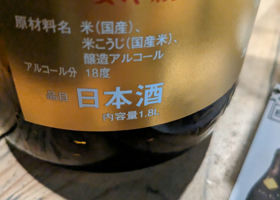 原材料名 米(国産)、
米こうじ(国産米)、
醸造アルコール
アルコール分 18度
品目 日本酒
内容量1.8L